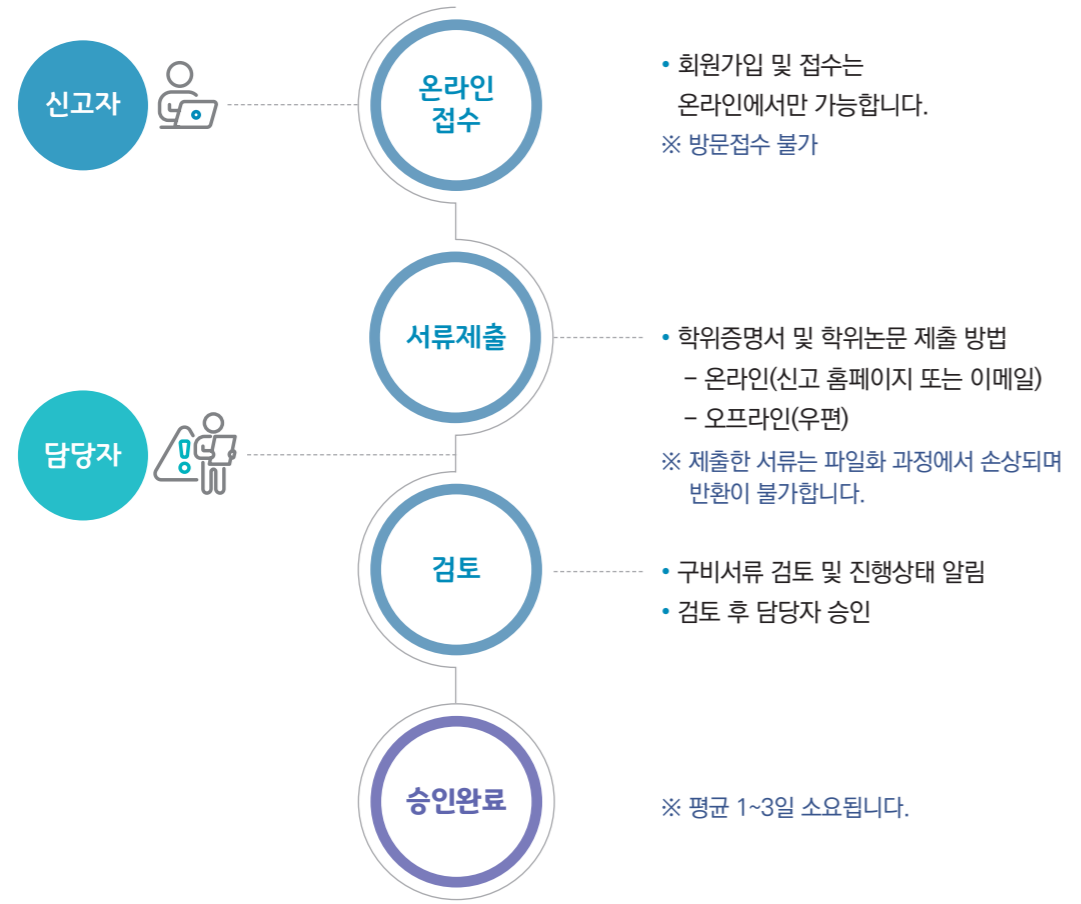 신고자
온라인
접수
• 회원가입 및 접수는
온라인에서만 가능합니다.
※ 방문접수 불가
서류제출
• 학위증명서 및 학위논문 제출 방법
– 온라인(신고 홈페이지 또는 이메일)
– 오프라인(우편)
※ 제출한 서류는 파일화 과정에서 손상되며
반환이 불가합니다.
담당자
검토
• 구비서류 검토 및 진행상태 알림
• 검토 후 담당자 승인
승인완료
※ 평균 1~3일 소요됩니다.